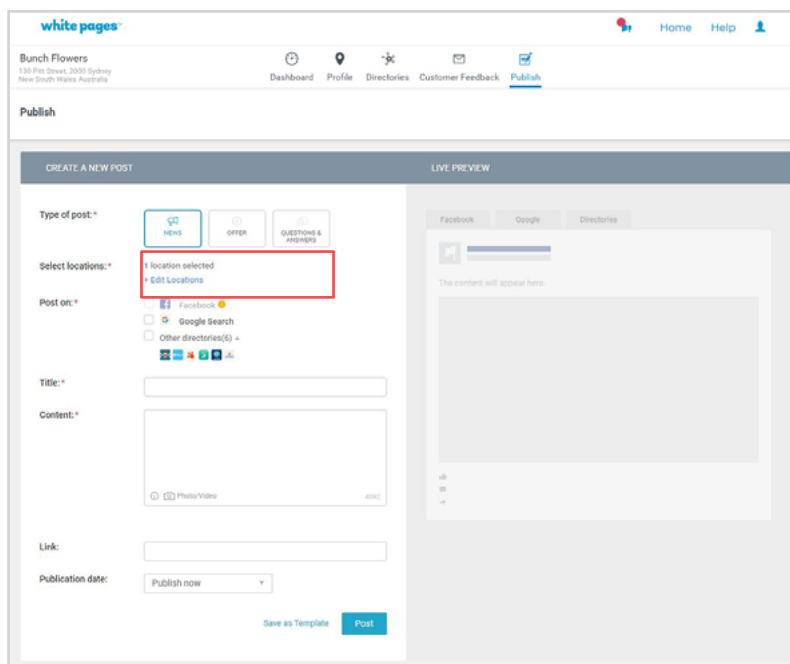 white pages
Home Help
Bunch Flowers
130 Pitt Street, 2000 Sydney
New South Wales Australia
Dashboard Profile Directories Customer Feedback Publish
Publish
CREATE A NEW POST
LIVE PREVIEW
Type of post:*
NEWS
OFFER
QUESTIONS &
ANSWERS
Select locations:*
1 location selected
Edit Locations
Post on:*
Facebook
Google Search
Other directories(6)
Title:*
Content:*
Photo/Video
Link:
Publication date:
Publish now
Save as Template
Post
Facebook Google Directories
The content will appear here.